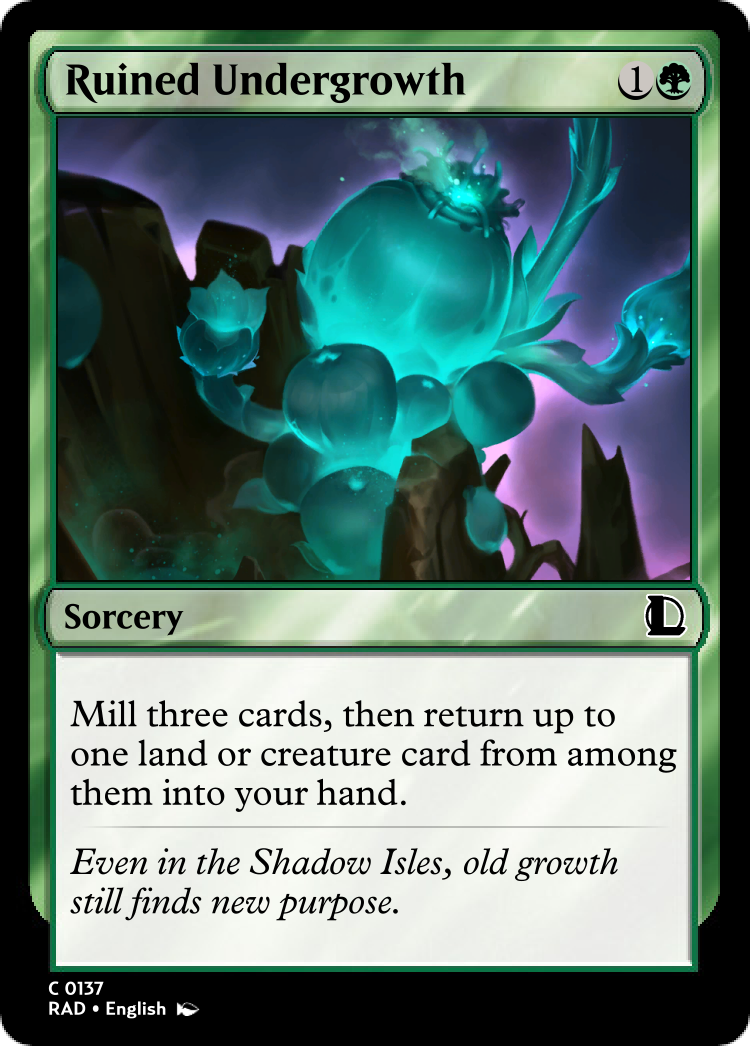 Ruined Undergrowth 1
Sorcery
Mill three cards, then return up to
one land or creature card from among
them into your hand.
Even in the Shadow Isles, old growth
still finds new purpose.
C 0137
RAD • English